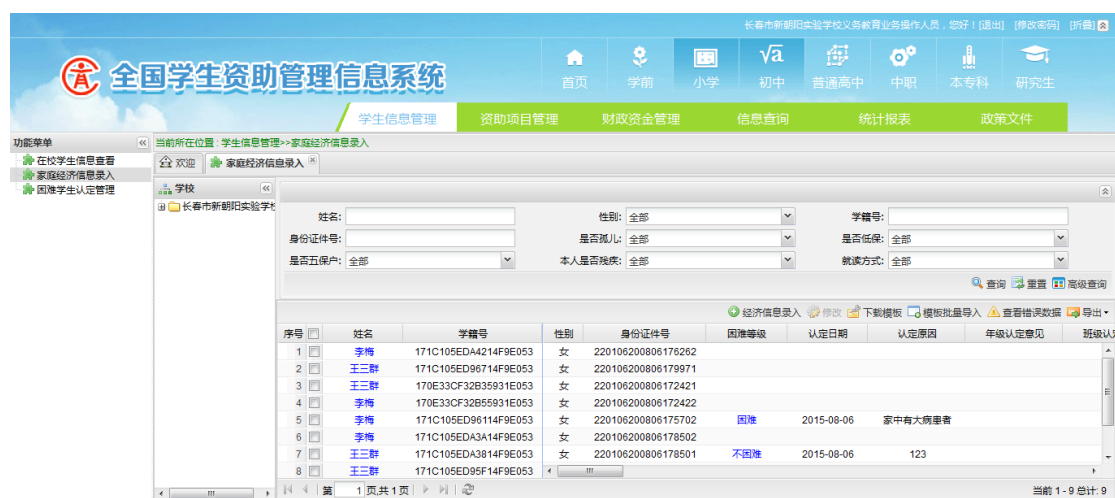 长春市新朝阳实验学校义务教育业务操作人员，您好！[退出] [修改密码] [折叠]
全国学生资助管理信息系统
首页 学前 小学 初中 普通高中 中职 本专科 研究生
学生信息管理 资助项目管理 财政资金管理 信息查询 统计报表 政策文件
功能菜单
在校学生信息查看
家庭经济信息录入
困难学生认定管理
当前所在位置：学生信息管理>>家庭经济信息录入
欢迎 家庭经济信息录入
学校
长春市新朝阳实验学校
姓名: 性别: 全部 学籍号:
身份证件号: 是否孤儿: 全部 是否低保: 全部
是否五保户: 全部 本人是否残疾: 全部 就读方式: 全部
查询 重置 高级查询
经济信息录入 修改 下载模板 模板批量导入 查看错误数据 导出
序号 姓名 学籍号 性别 身份证件号 困难等级 认定日期 认定原因 年级认定意见 班级认定
1 李梅 171C105EDA4214F9E053 女 220106200806176262
2 王三群 171C105ED96714F9E053 女 220106200806179971
3 王三群 170E33CF32B35931E053 女 220106200806172421
4 李梅 170E33CF32B55931E053 女 220106200806172422
5 李梅 171C105ED96114F9E053 女 220106200806175702 困难 2015-08-06 家中有大病患者
6 李梅 171C105EDA3A14F9E053 女 220106200806178502
7 王三群 171C105EDA3814F9E053 女 220106200806178501 不困难 2015-08-06 123
8 王三群 171C105ED95F14F9E053
第 1 页,共 1 页 当前 1 - 9 总计: 9